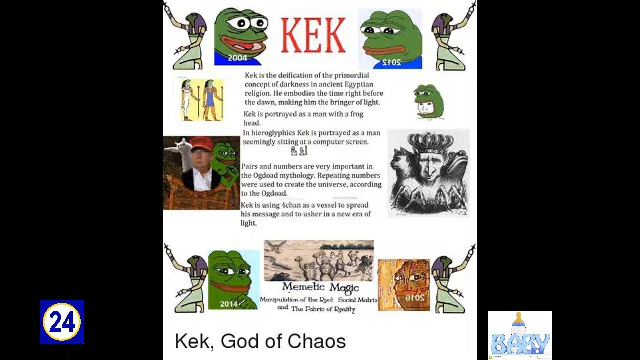 KEK
2004
2012
Kek is the deification of the primordial
concept of darkness in ancient Egyptian
religion. He embodies the time right before
the dawn, making him the bringer of light.
Kek is portrayed as a man with a frog
head.
In hieroglyphics Kek is portrayed as a man
seemingly sitting at a computer screen.
Pairs and numbers are very important in
the Ogdoad mythology. Repeating numbers
were used to create the universe, according
to the Ogdoad.
Kek is using 4chan as a vessel to spread
his message and to usher in a new era of
light.
2014
2010
Memetic Magic
Manipulation of the Root Social Matrix
and The Fabric of Reality
Kek, God of Chaos
24
BABY